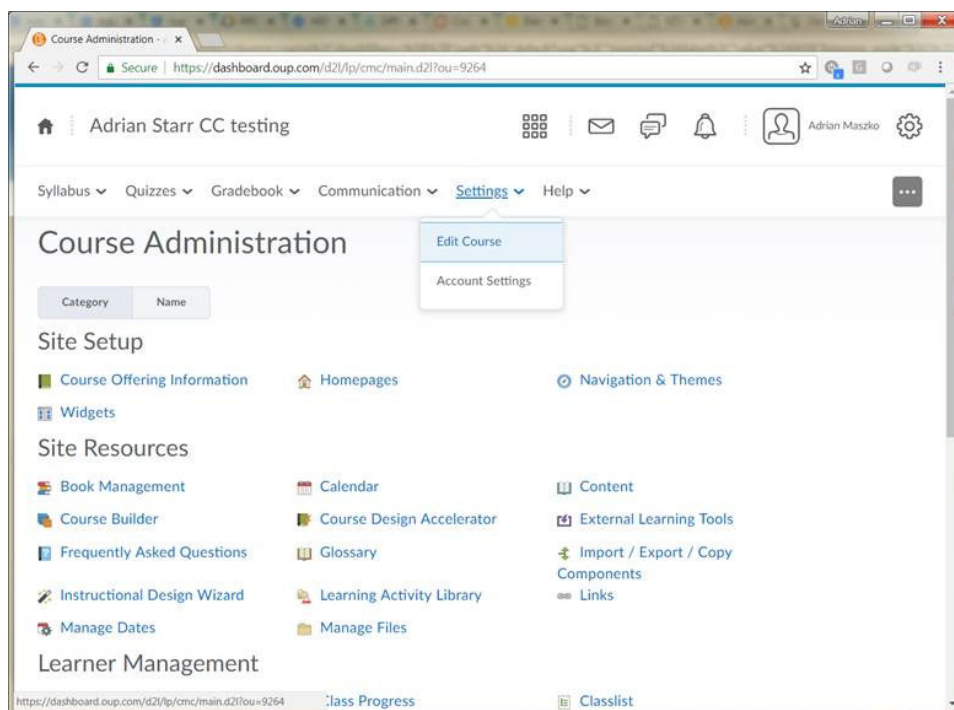 Adrian
Course Administration - A
Secure | https://dashboard.oup.com/d2l/lp/cmc/main.d2l?ou=9264
Adrian Starr CC testing
Adrian Maszko
Syllabus Quizzes Gradebook Communication Settings Help
Edit Course
Account Settings
Course Administration
Category Name
Site Setup
Course Offering Information Homepages Navigation & Themes
Widgets
Site Resources
Book Management Calendar Content
Course Builder Course Design Accelerator External Learning Tools
Frequently Asked Questions Glossary Import / Export / Copy
Components
Instructional Design Wizard Learning Activity Library Links
Manage Dates Manage Files
Learner Management
https://dashboard.oup.com/d2l/lp/cmc/main.d2l?ou=9264 Class Progress Classlist